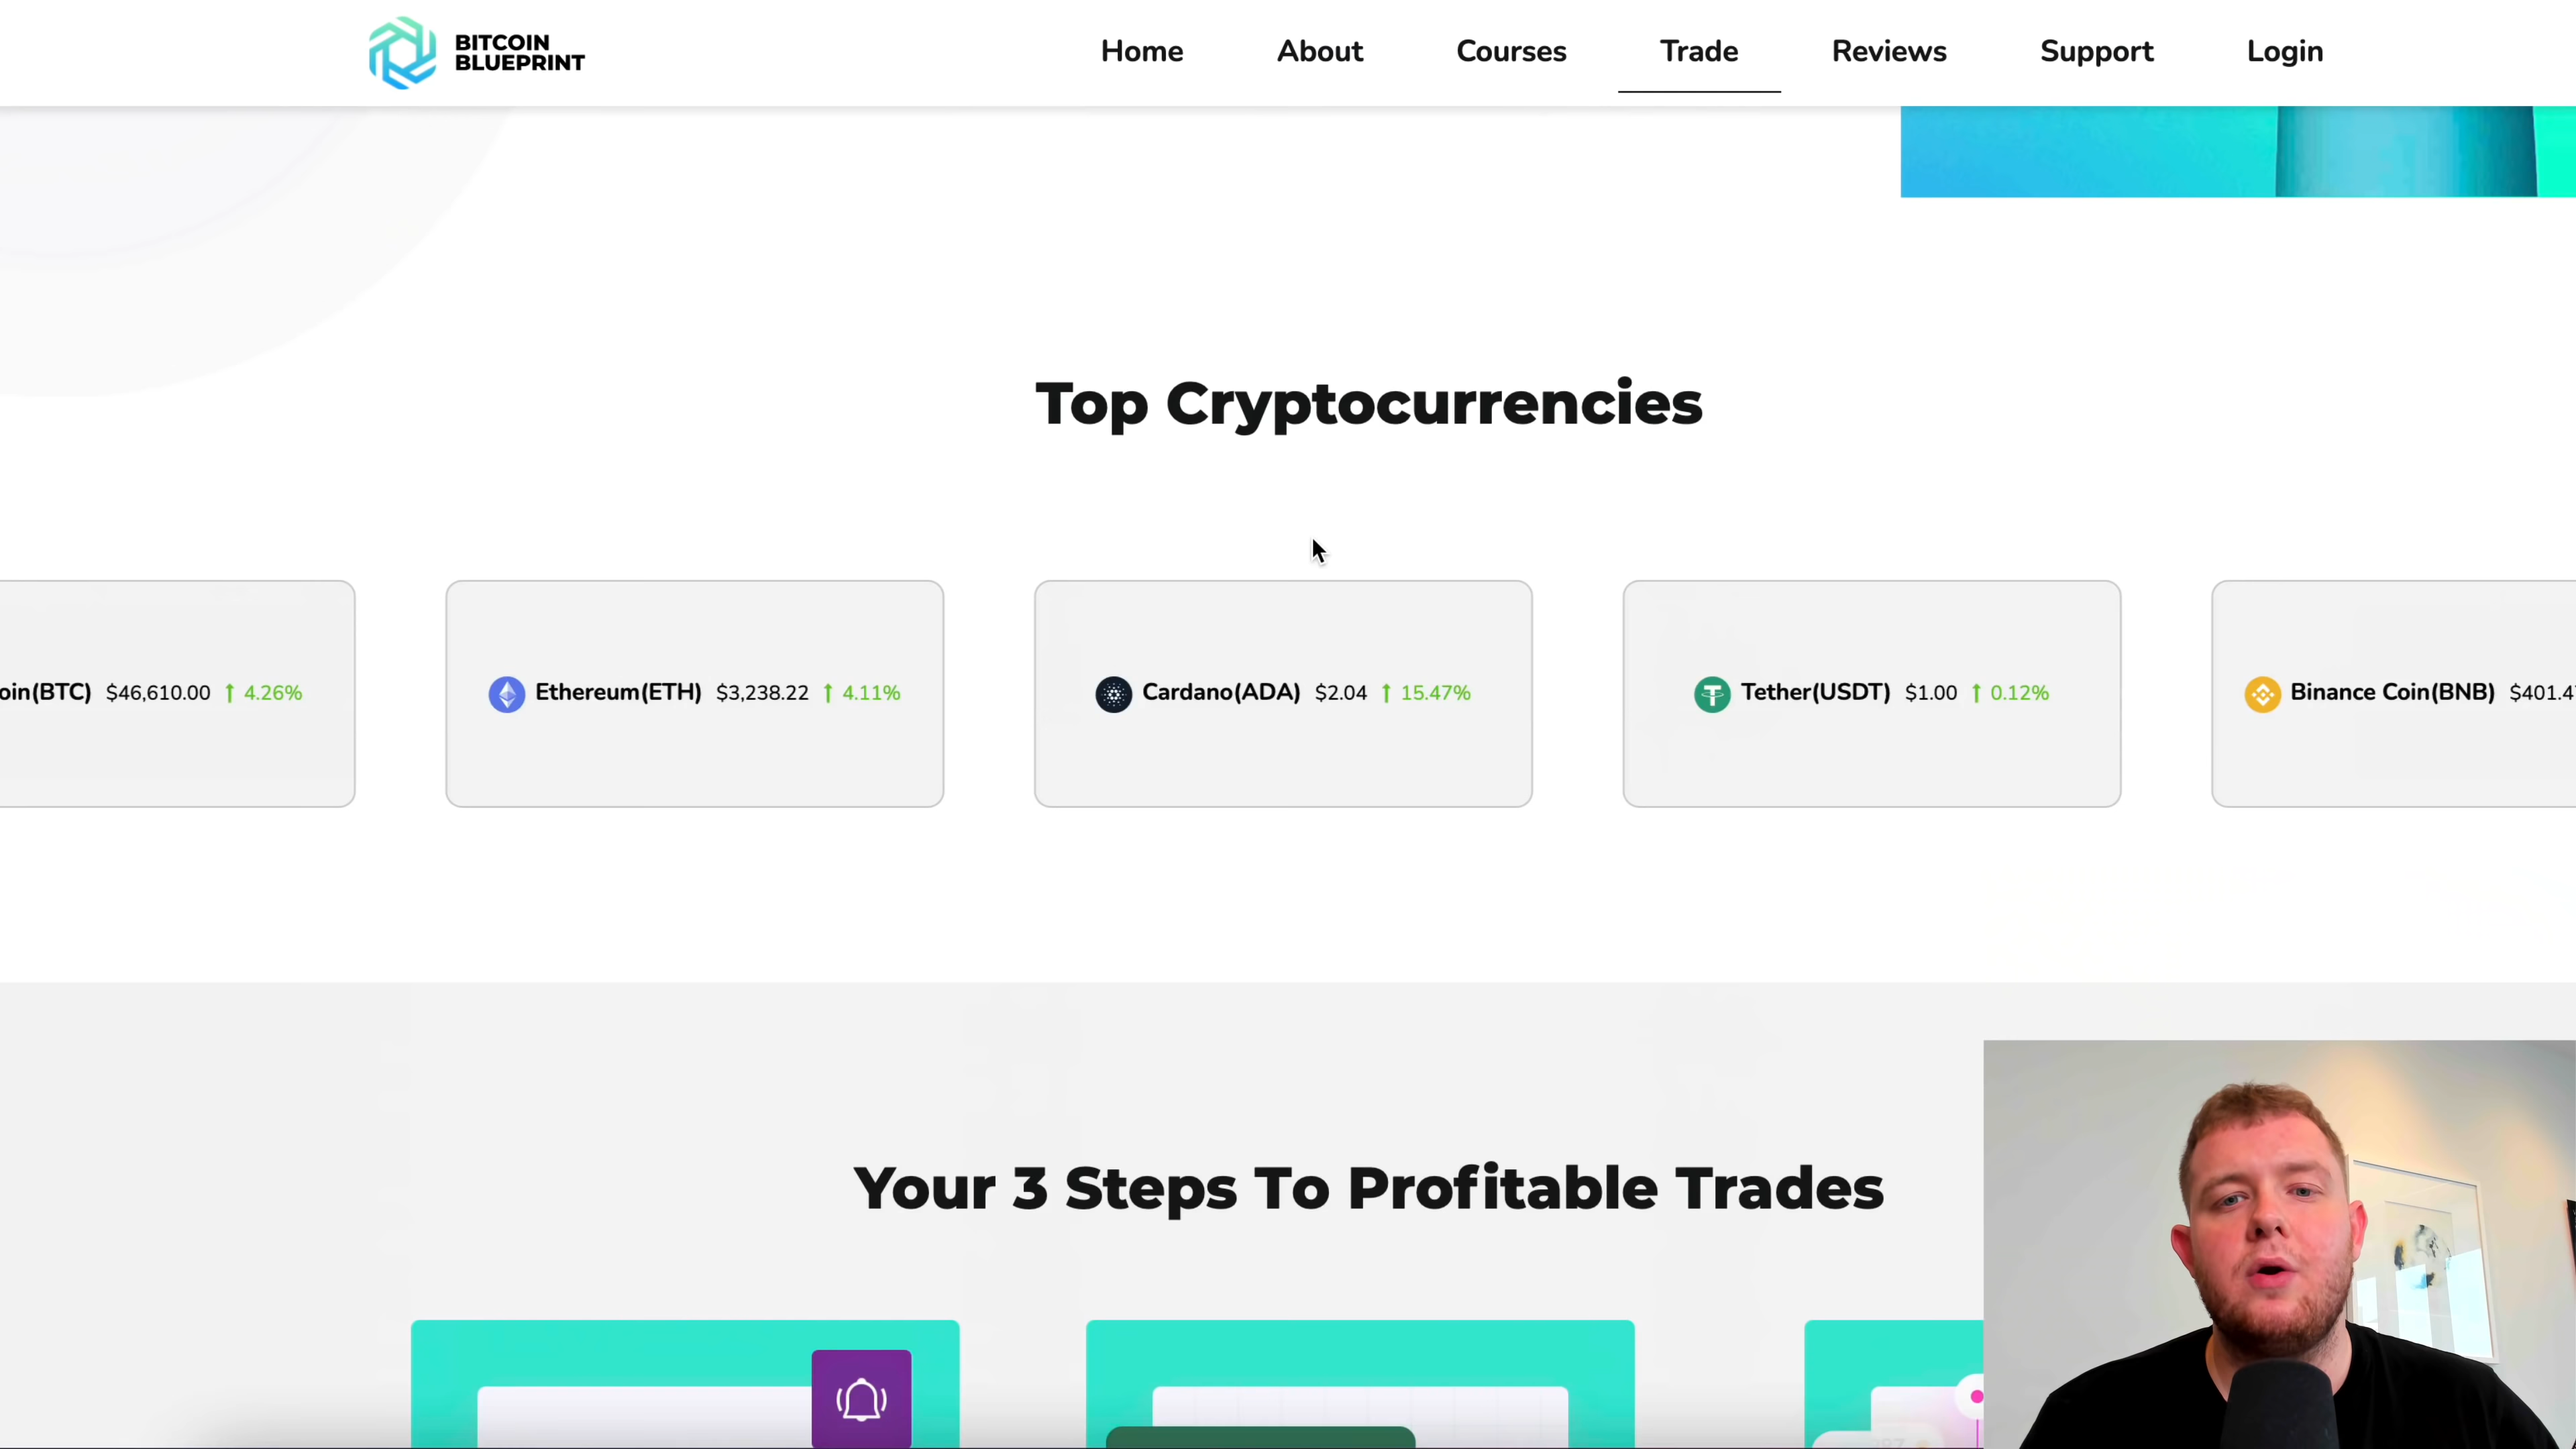 BITCOIN
BLUEPRINT
Home About Courses Trade Reviews Support Login
Top Cryptocurrencies
oin(BTC) $46,610.00 ↑ 4.26%
Ethereum(ETH) $3,238.22 ↑ 4.11%
Cardano(ADA) $2.04 ↑ 15.47%
Tether(USDT) $1.00 ↑ 0.12%
Binance Coin(BNB) $401.4
Your 3 Steps To Profitable Trades